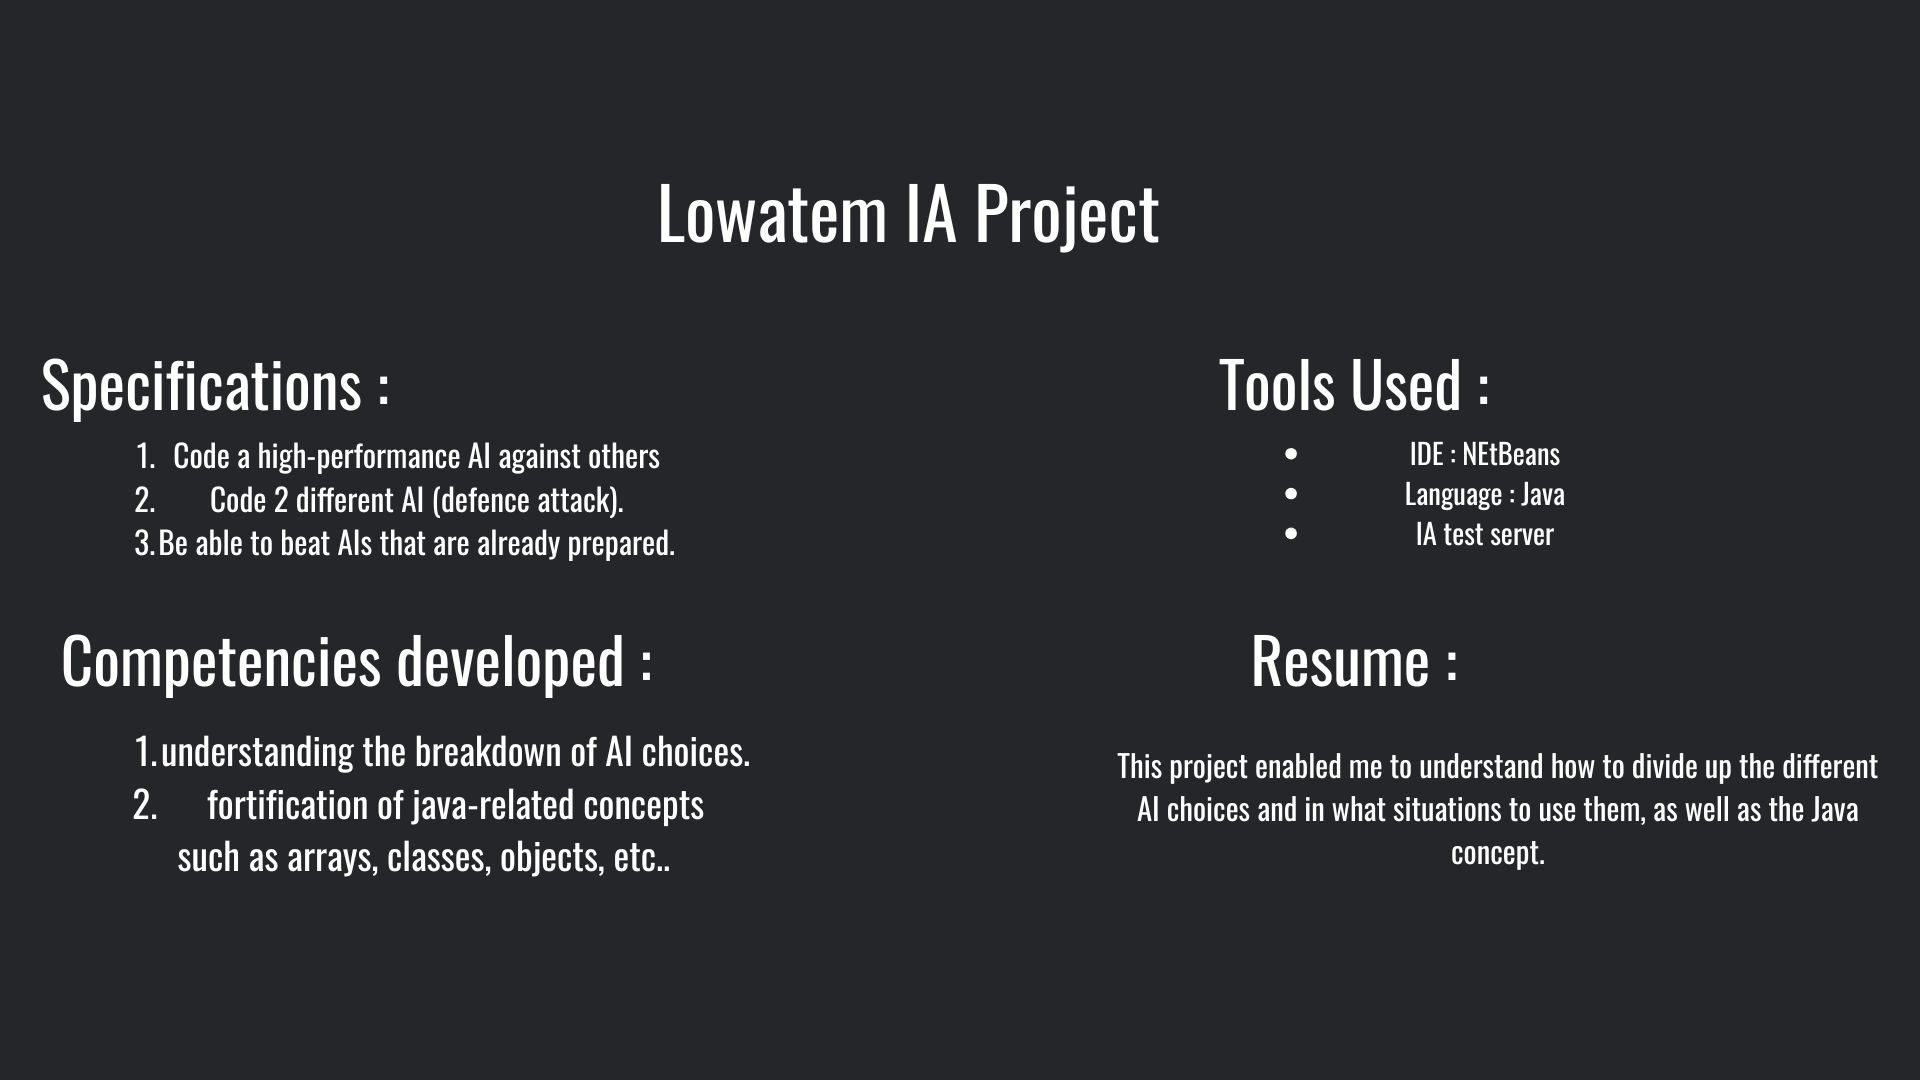 Lowatem IA Project
Specifications :
1. Code a high-performance AI against others
2. Code 2 different AI (defence attack).
3. Be able to beat AIs that are already prepared.
Tools Used :
• IDE : NEtBeans
• Language : Java
• IA test server
Competencies developed :
1. understanding the breakdown of AI choices.
2. fortification of java-related concepts
such as arrays, classes, objects, etc..
Resume :
This project enabled me to understand how to divide up the different
AI choices and in what situations to use them, as well as the Java
concept.